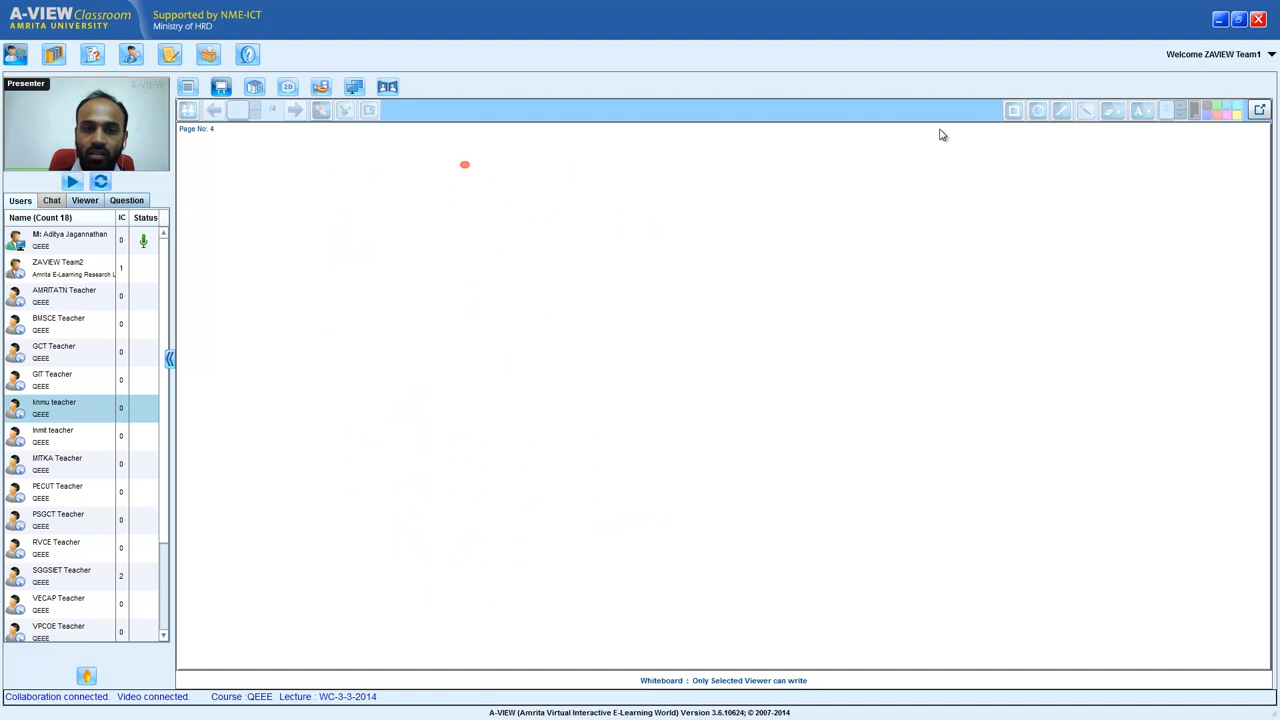 A-VIEW Classroom
AMRITA UNIVERSITY
Supported by NME-ICT
Ministry of HRD
Welcome ZAVIEW Team1
Presenter
A-VIEW
2D
/4
A
Page No: 4
Users
Chat
Viewer
Question
Name (Count 18)
IC
Status
M: Aditya Jagannathan
QEEE
0
ZAVIEW Team2
Amrita E-Learning Research L
1
AMRITATN Teacher
QEEE
0
BMSCE Teacher
QEEE
0
GCT Teacher
QEEE
0
GIT Teacher
QEEE
0
knmu teacher
QEEE
0
lnmit teacher
QEEE
0
MITKA Teacher
QEEE
0
PECUT Teacher
QEEE
0
PSGCT Teacher
QEEE
0
RVCE Teacher
QEEE
0
SGGSIET Teacher
QEEE
2
VECAP Teacher
QEEE
0
VPCOE Teacher
QEEE
0
Whiteboard : Only Selected Viewer can write
Collaboration connected. Video connected. Course :QEEE Lecture : WC-3-3-2014
A-VIEW (Amrita Virtual Interactive E-Learning World) Version 3.6.10624; © 2007-2014